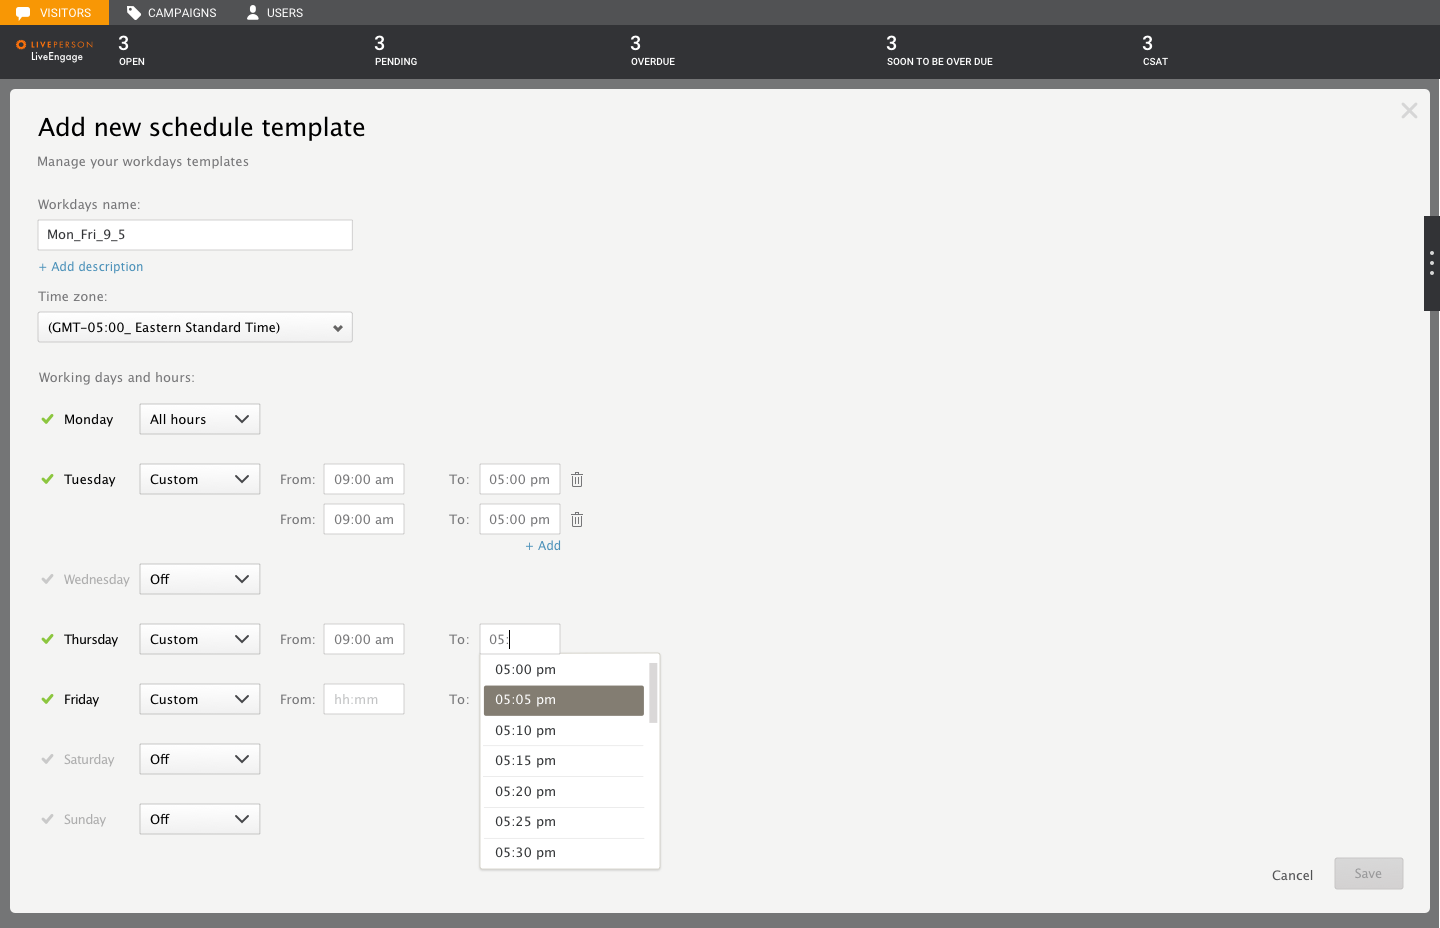 VISITORS CAMPAIGNS USERS
LIVEPERSON
LiveEngage
3 3 3 3 3
OPEN PENDING OVERDUE SOON TO BE OVER DUE CSAT
Add new schedule template
Manage your workdays templates
Workdays name:
Mon_Fri_9_5
+ Add description
Time zone:
(GMT-05:00_ Eastern Standard Time)
Working days and hours:
Monday All hours
Tuesday Custom From: 09:00 am To: 05:00 pm
From: 09:00 am To: 05:00 pm
+ Add
Wednesday Off
Thursday Custom From: 09:00 am To: 05:
05:00 pm
Friday Custom From: hh:mm To: 05:05 pm
05:10 pm
Saturday Off 05:15 pm
05:20 pm
Sunday Off 05:25 pm
05:30 pm
Cancel Save